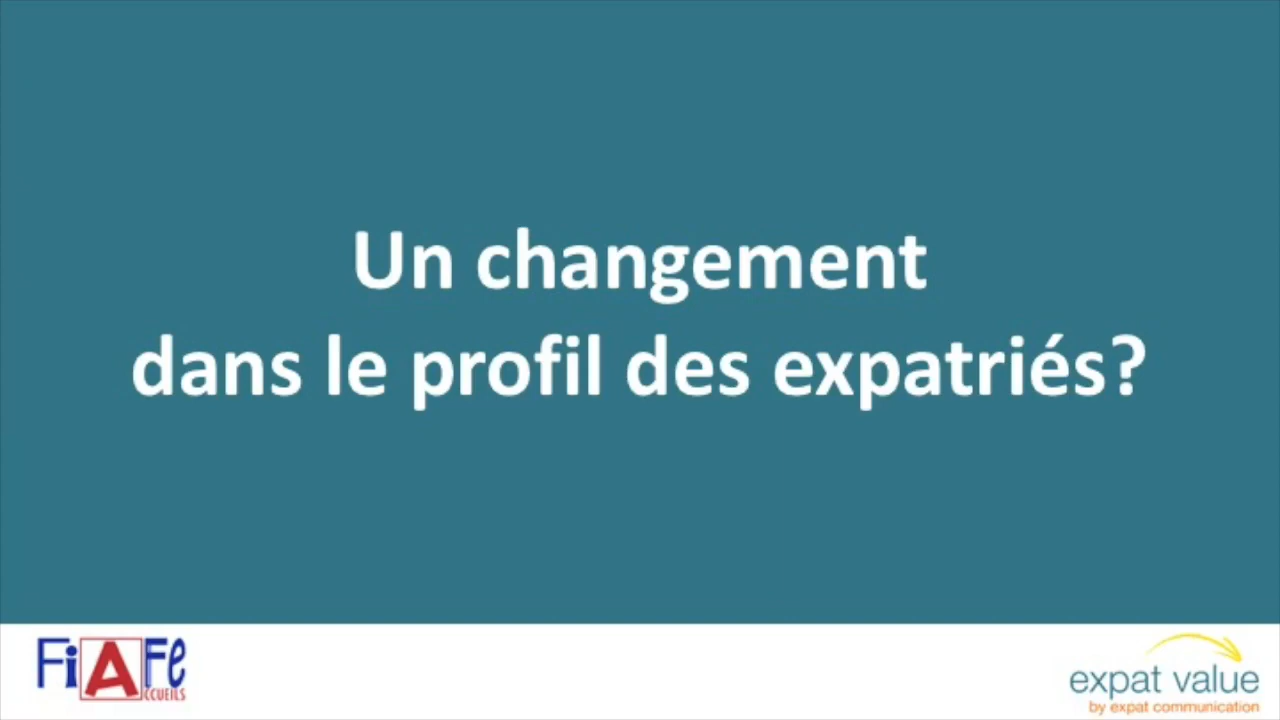 Un changement
dans le profil des expatriés?
FiAFe
ACCUEILS
expat value
by expat communication